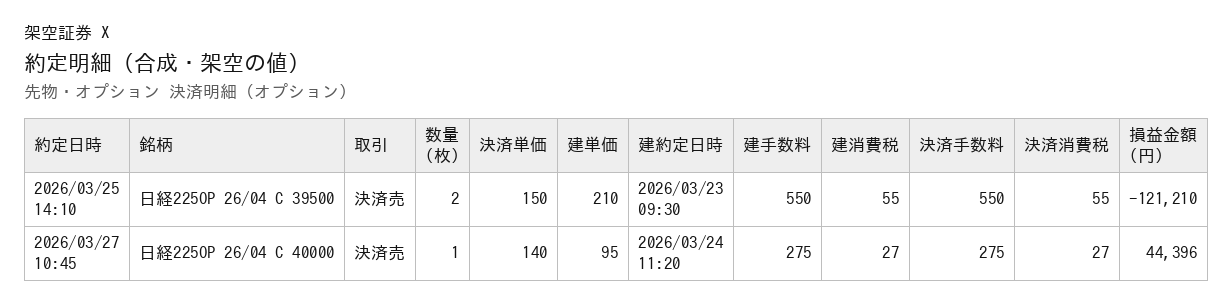 架空証券 X
約定明細（合成・架空の値）
先物・オプション 決済明細（オプション）
約定日時 銘柄 取引 数量（枚） 決済単価 建単価 建約定日時 建手数料 建消費税 決済手数料 決済消費税 損益金額（円）
2026/03/25 14:10 日経225OP 26/04 C 39500 決済売 2 150 210 2026/03/23 09:30 550 55 550 55 -121,210
2026/03/27 10:45 日経225OP 26/04 C 40000 決済売 1 140 95 2026/03/24 11:20 275 27 275 27 44,396